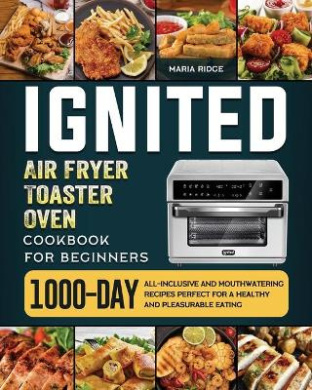 MARIA RIDGE
IGNITED
AIR FRYER
TOASTER
OVEN
COOKBOOK
FOR BEGINNERS
1000-DAY
ALL-INCLUSIVE AND MOUTHWATERING
RECIPES PERFECT FOR A HEALTHY
AND PLEASURABLE EATING